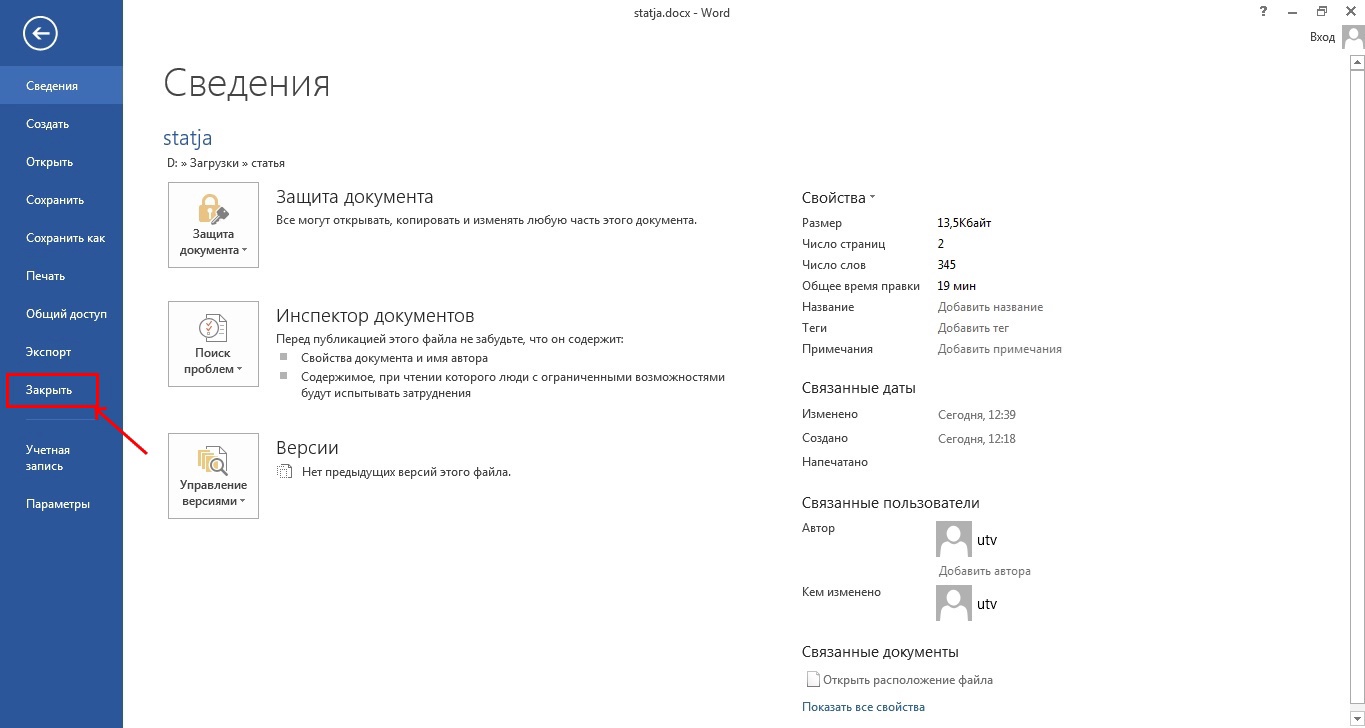 statja.docx - Word
?
Вход
Сведения
Создать
Открыть
Сохранить
Сохранить как
Печать
Общий доступ
Экспорт
Закрыть
Учетная
запись
Параметры
Сведения
statja
D: » Загрузки » статья
Защита
документа
Защита документа
Все могут открывать, копировать и изменять любую часть этого документа.
Поиск
проблем
Инспектор документов
Перед публикацией этого файла не забудьте, что он содержит:
Свойства документа и имя автора
Содержимое, при чтении которого люди с ограниченными возможностями
будут испытывать затруднения
Управление
версиями
Версии
Нет предыдущих версий этого файла.
Свойства
Размер 13,5Кбайт
Число страниц 2
Число слов 345
Общее время правки 19 мин
Название Добавить название
Теги Добавить тег
Примечания Добавить примечания
Связанные даты
Изменено Сегодня, 12:39
Создано Сегодня, 12:18
Напечатано
Связанные пользователи
Автор utv
Добавить автора
Кем изменено utv
Связанные документы
Открыть расположение файла
Показать все свойства